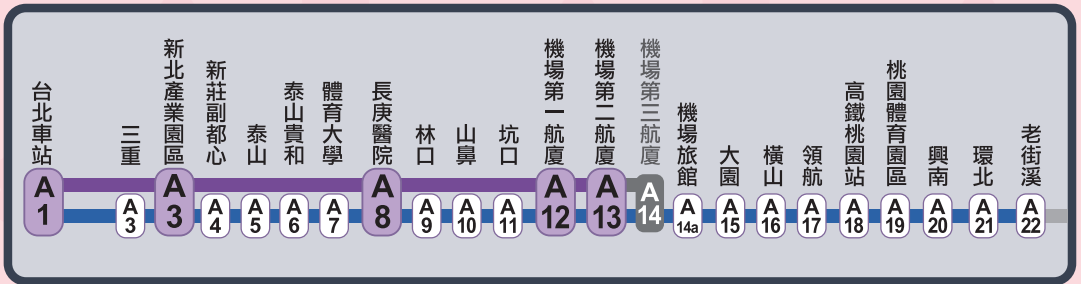 台北車站
三重
新北產業園區
新莊副都心
泰山
泰山貴和
體育大學
長庚醫院
林口
山鼻
坑口
機場第一航廈
機場第二航廈
機場第三航廈
機場旅館
大園
橫山
領航
高鐵桃園站
桃園體育園區
興南
環北
老街溪
A1
A3
A3
A4
A5
A6
A7
A8
A9
A10
A11
A12
A13
A14
A14a
A15
A16
A17
A18
A19
A20
A21
A22